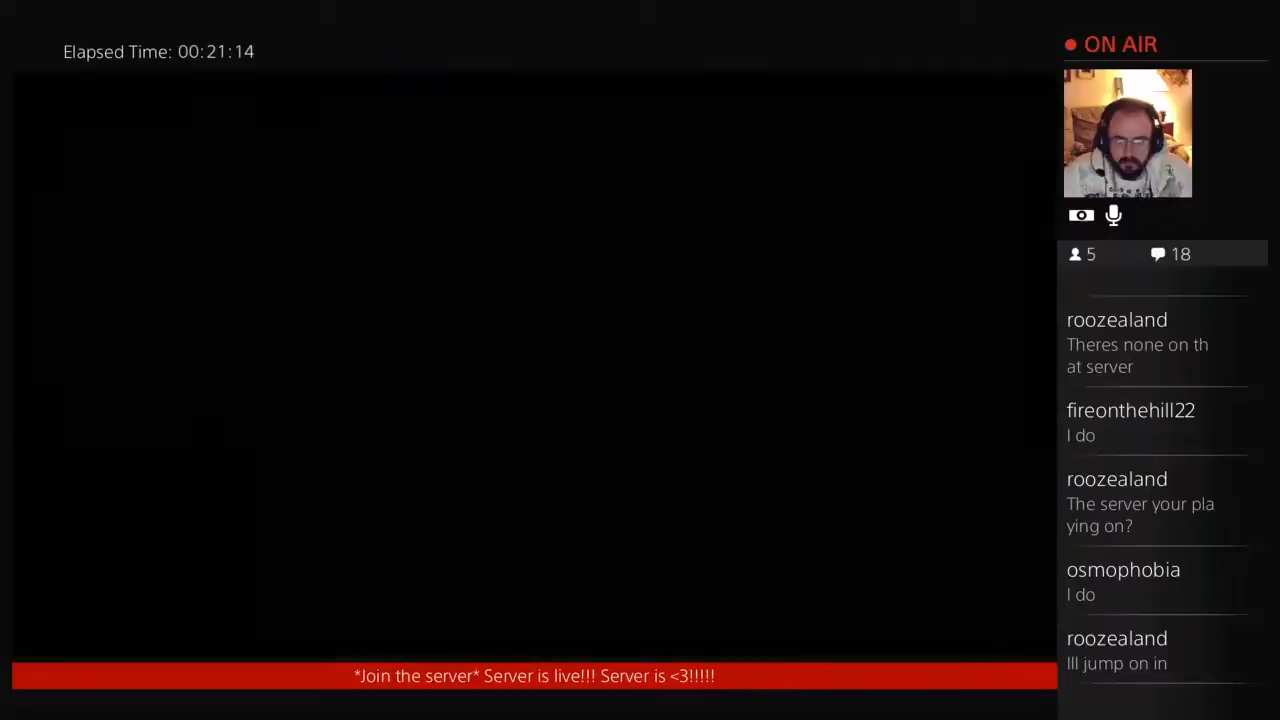 Elapsed Time: 00:21:14
ON AIR
5 18
roozealand
Theres none on th
at server
fireonthehill22
I do
roozealand
The server your pla
ying on?
osmophobia
I do
roozealand
Ill jump on in
*Join the server* Server is live!!! Server is <3!!!!!